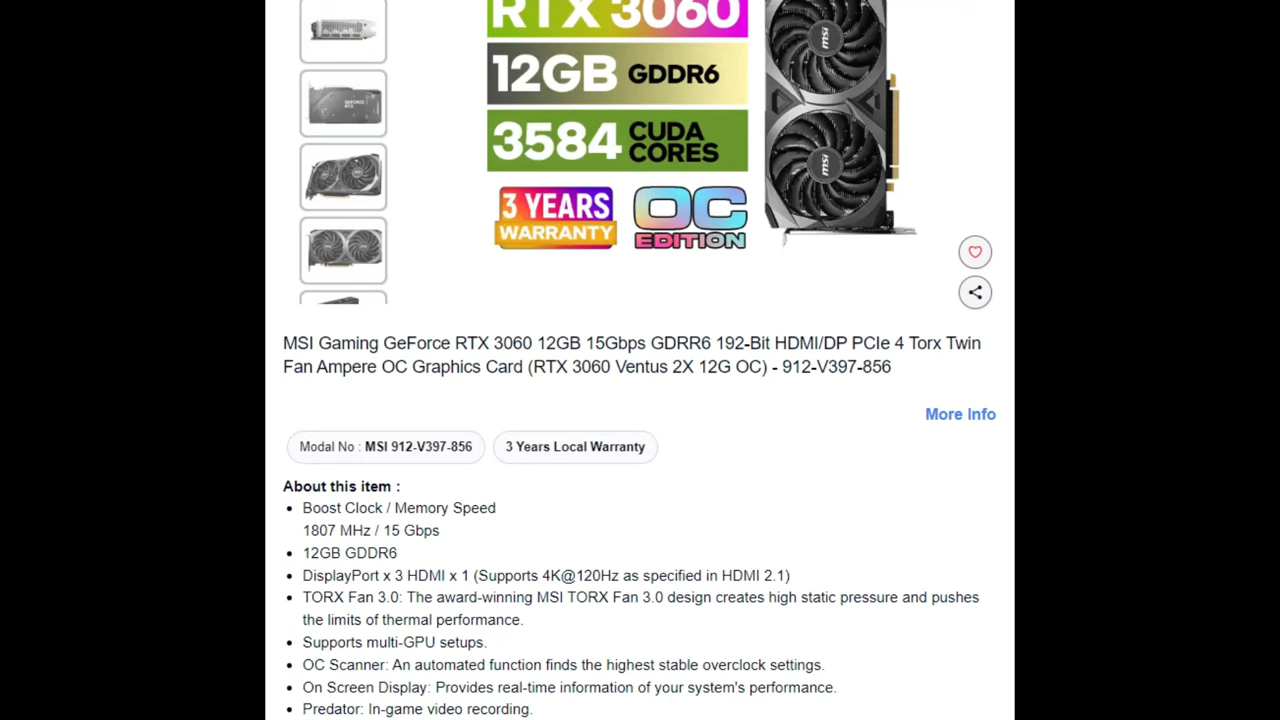 RTX 3060
12GB GDDR6
3584 CUDA CORES
3 YEARS
WARRANTY
OC
EDITION
msi
msi
MSI Gaming GeForce RTX 3060 12GB 15Gbps GDRR6 192-Bit HDMI/DP PCIe 4 Torx Twin
Fan Ampere OC Graphics Card (RTX 3060 Ventus 2X 12G OC) - 912-V397-856
More Info
Modal No : MSI 912-V397-856
3 Years Local Warranty
About this item :
Boost Clock / Memory Speed
1807 MHz / 15 Gbps
12GB GDDR6
DisplayPort x 3 HDMI x 1 (Supports 4K@120Hz as specified in HDMI 2.1)
TORX Fan 3.0: The award-winning MSI TORX Fan 3.0 design creates high static pressure and pushes
the limits of thermal performance.
Supports multi-GPU setups.
OC Scanner: An automated function finds the highest stable overclock settings.
On Screen Display: Provides real-time information of your system's performance.
Predator: In-game video recording.